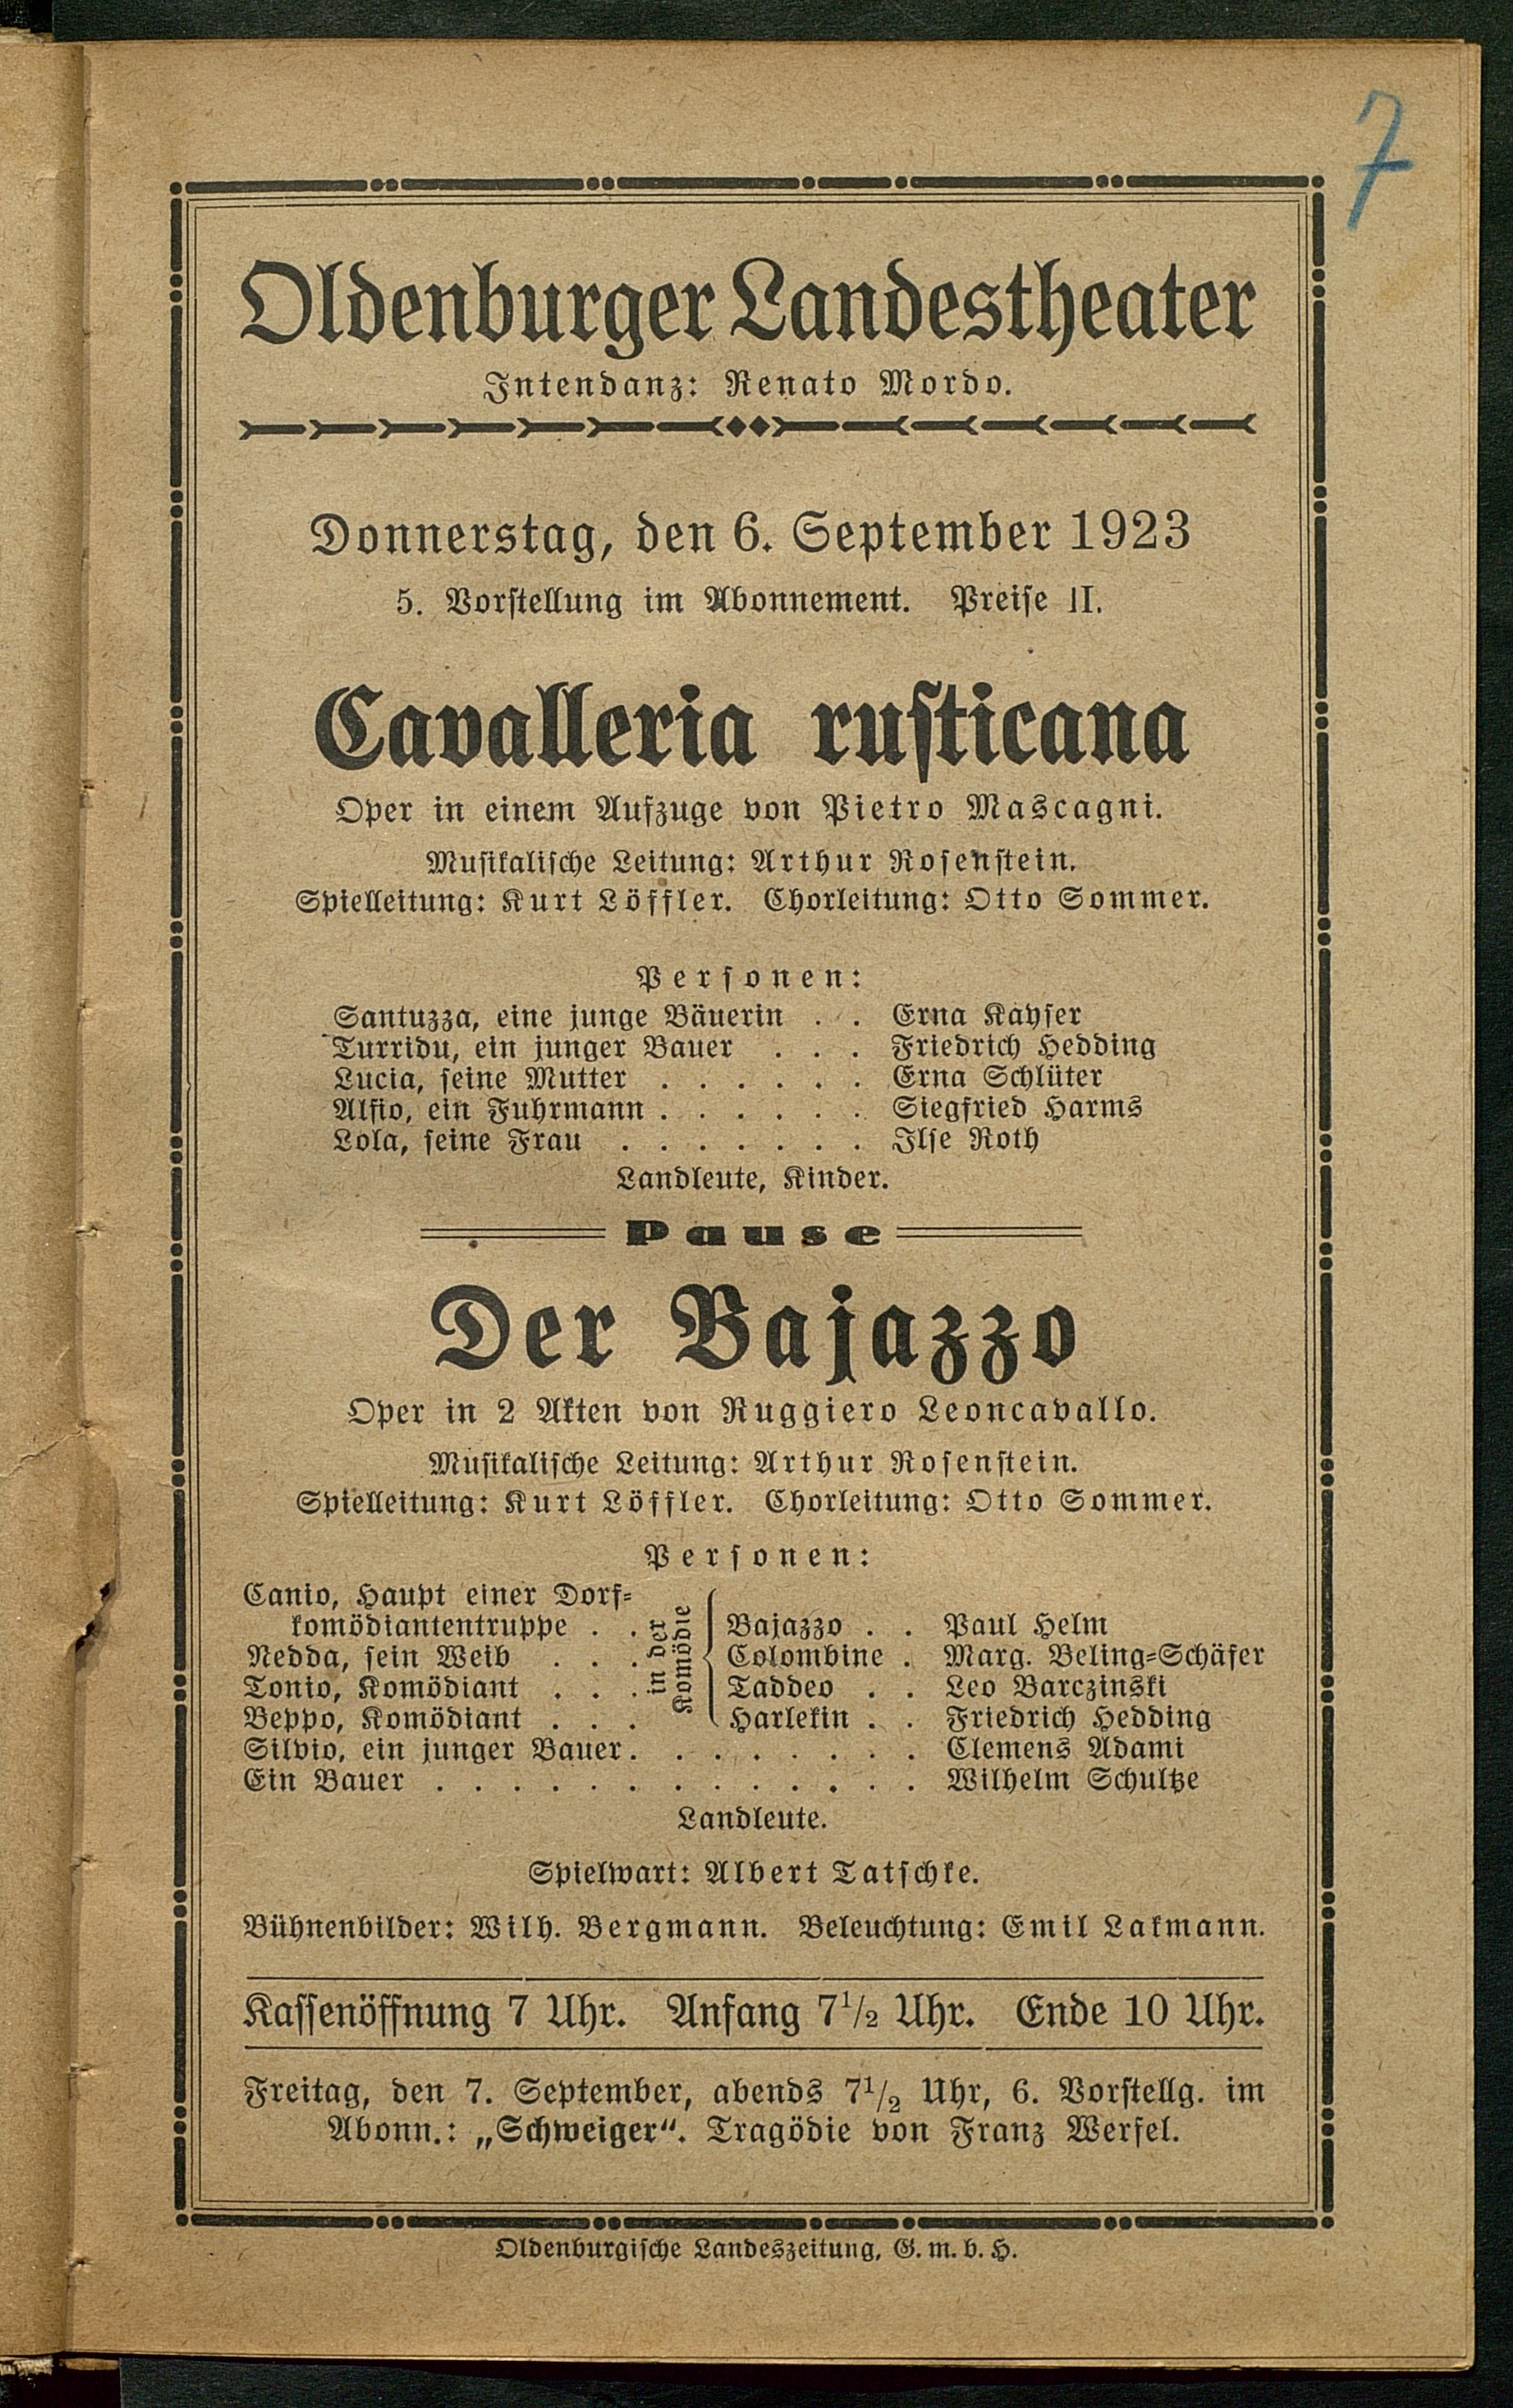 7
Oldenburger Landestheater
Intendanz: Renato Mordo.
Donnerstag, den 6. September 1923
5. Vorstellung im Abonnement. Preise II.
Cavalleria rusticana
Oper in einem Aufzuge von Pietro Mascagni.
Musikalische Leitung: Arthur Rosenstein.
Spielleitung: Kurt Löffler. Chorleitung: Otto Sommer.
Personen:
Santuzza, eine junge Bäuerin . . Erna Kayser
Turridu, ein junger Bauer . . . Friedrich Hedding
Lucia, seine Mutter . . . . . . Erna Schlüter
Alfio, ein Fuhrmann . . . . . . Siegfried Harms
Lola, seine Frau . . . . . . . Ilse Roth
Landleute, Kinder.
Pause
Der Bajazzo
Oper in 2 Akten von Ruggiero Leoncavallo.
Musikalische Leitung: Arthur Rosenstein.
Spielleitung: Kurt Löffler. Chorleitung: Otto Sommer.
Personen:
Canio, Haupt einer Dorf-
komödiantentruppe . . in der Komödie Bajazzo . . Paul Helm
Nedda, sein Weib . . . Colombine . Marg. Beling-Schäfer
Tonio, Komödiant . . . Taddeo . . Leo Barczinski
Beppo, Komödiant . . . Harlekin . . Friedrich Hedding
Silvio, ein junger Bauer . . . . . . . . Clemens Adami
Ein Bauer . . . . . . . . . . . . . Wilhelm Schultze
Landleute.
Spielwart: Albert Tatschke.
Bühnenbilder: Wilh. Bergmann. Beleuchtung: Emil Lakmann.
Kassenöffnung 7 Uhr. Anfang 7½ Uhr. Ende 10 Uhr.
Freitag, den 7. September, abends 7½ Uhr, 6. Vorstellg. im
Abonn.: „Schweiger“. Tragödie von Franz Werfel.
Oldenburgische Landeszeitung, G. m. b. H.